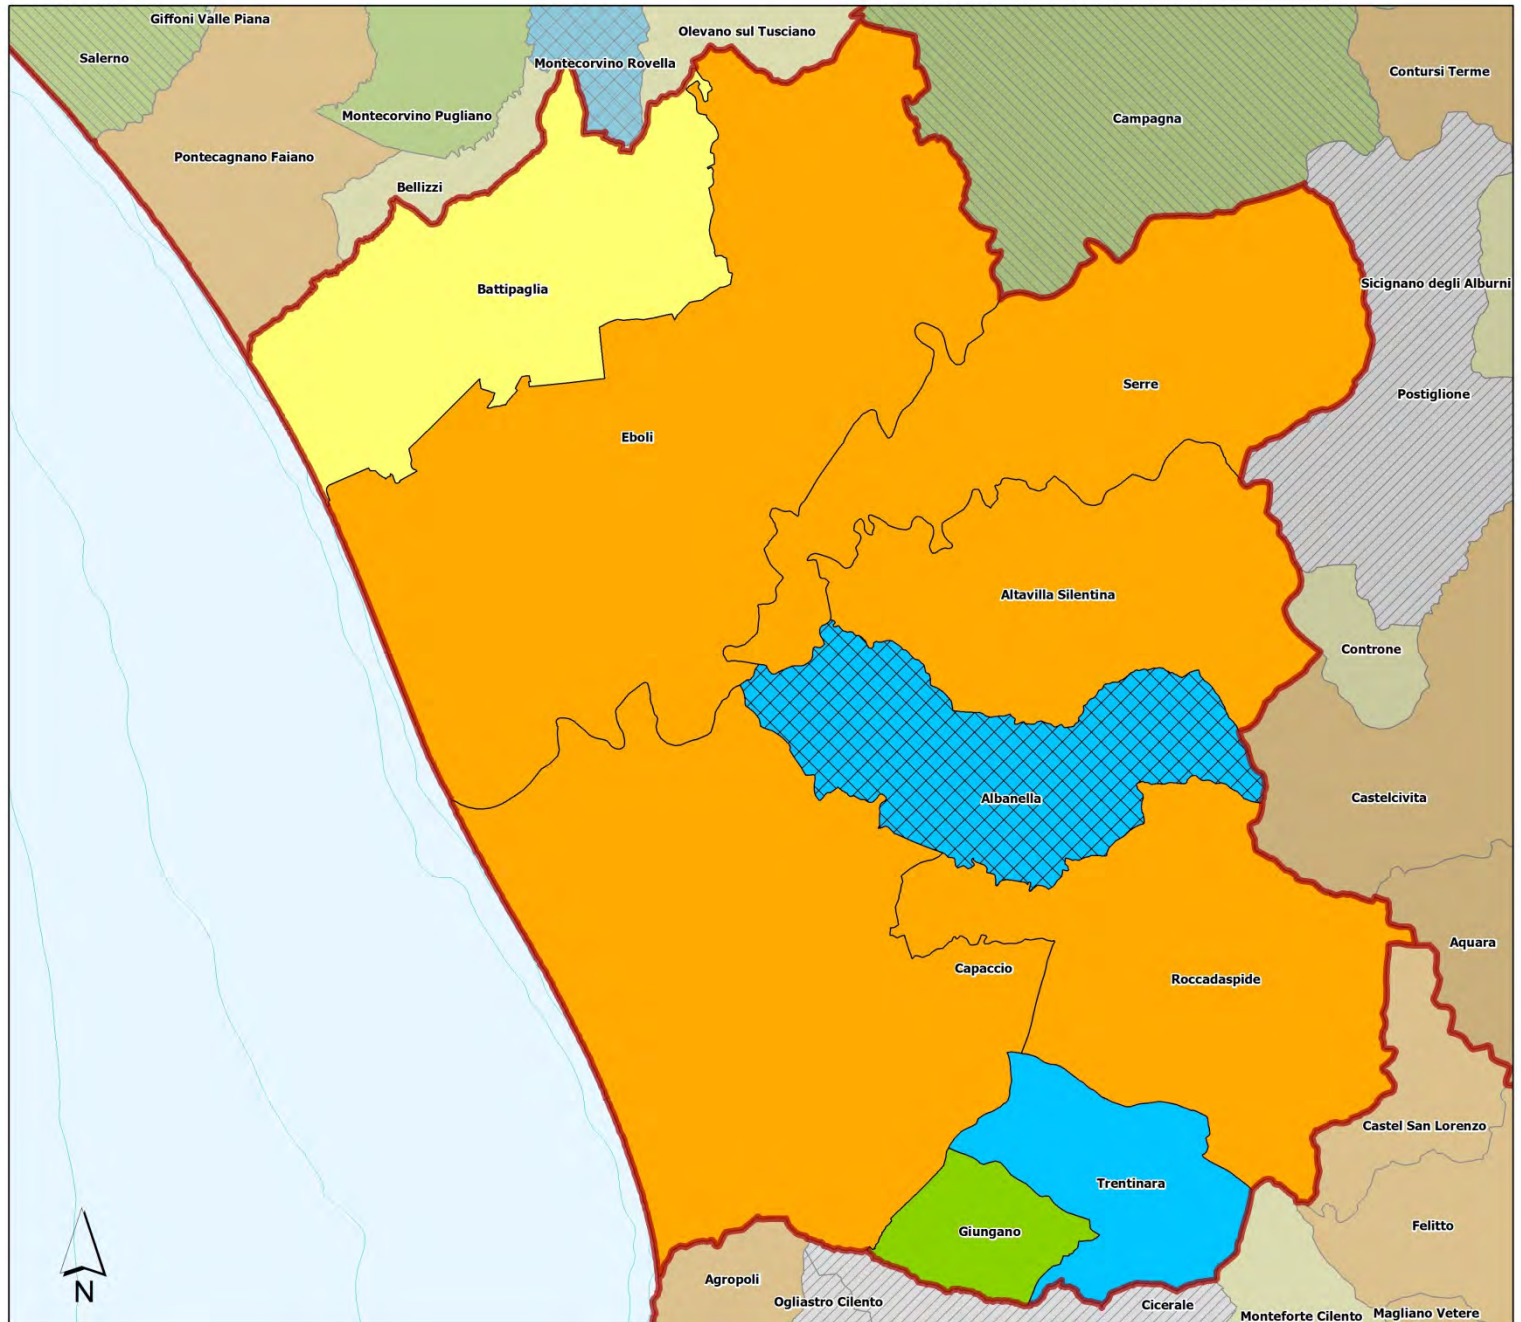 Giffoni Valle Piana
Olevano sul Tusciano
Salerno
Montecorvino Rovella
Contursi Terme
Montecorvino Pugliano
Campagna
Pontecagnano Faiano
Bellizzi
Sicignano degli Alburni
Battipaglia
Serre
Postiglione
Eboli
Altavilla Silentina
Controne
Albanella
Castelcivita
Aquara
Capaccio
Roccadaspide
Castel San Lorenzo
Trentinara
Felitto
Giungano
Agropoli
N
Ogliastro Cilento
Cicerale
Monteforte Cilento
Magliano Vetere